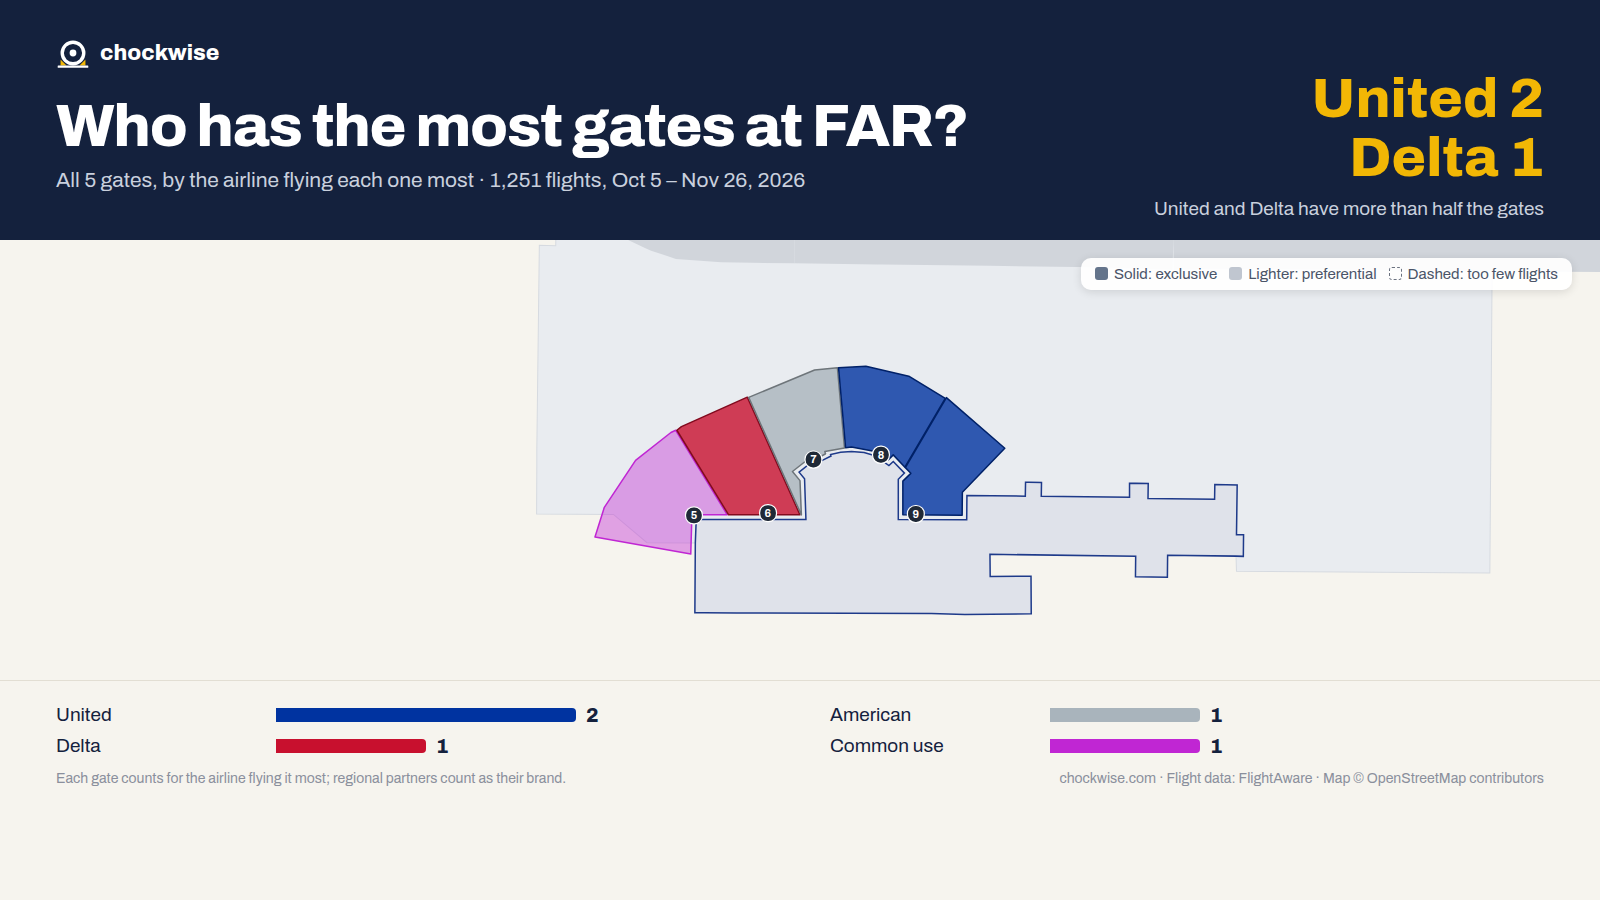 chockwise
Who has the most gates at FAR?
All 5 gates, by the airline flying each one most · 1,251 flights, Oct 5 – Nov 26, 2026
United 2
Delta 1
United and Delta have more than half the gates
Solid: exclusive
Lighter: preferential
Dashed: too few flights
5
6
7
8
9
United 2
Delta 1
American 1
Common use 1
Each gate counts for the airline flying it most; regional partners count as their brand.
chockwise.com · Flight data: FlightAware · Map © OpenStreetMap contributors